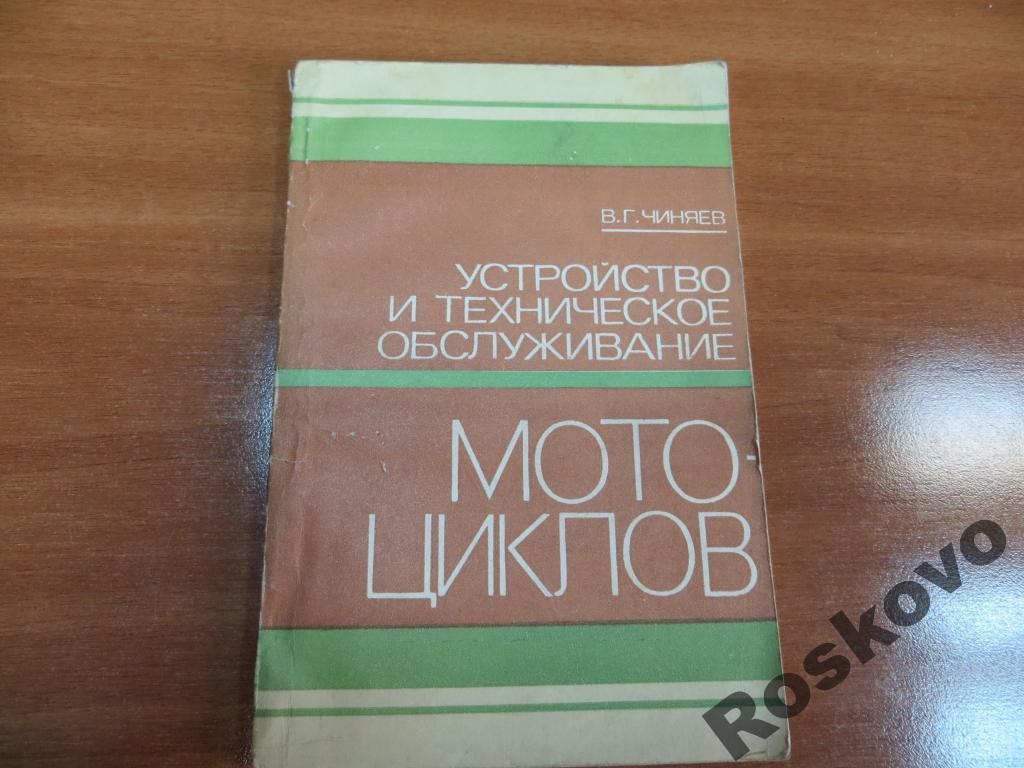 В.Г.ЧИНЯЕВ
УСТРОЙСТВО
И ТЕХНИЧЕСКОЕ
ОБСЛУЖИВАНИЕ
МОТО-
ЦИКЛОВ
Roskovo